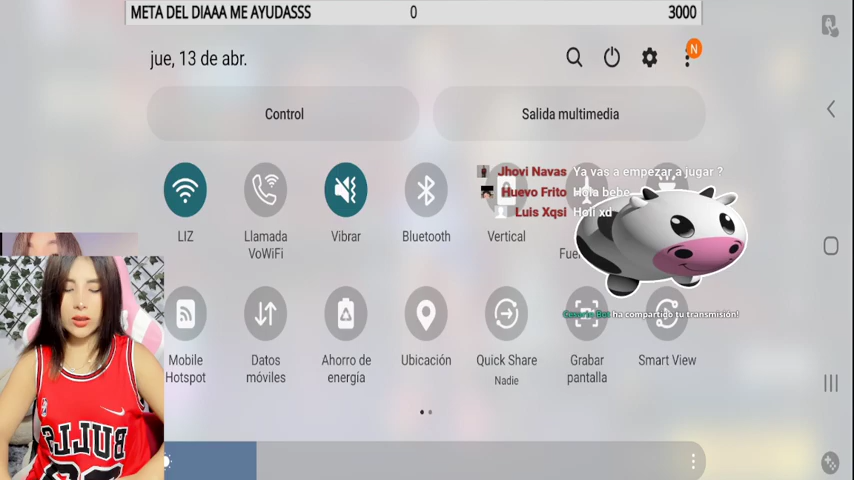 META DEL DIAAA ME AYUDASSS 0 3000
jue, 13 de abr.
N
Control
Salida multimedia
Jhovi Navas Ya vas a empezar a jugar ?
Huevo Frito Hola bebe
Luis Xqsi Holi xd
LIZ
Llamada
VoWiFi
Vibrar
Bluetooth
Vertical
ha compartigo tu transmisión!
Mobile
Hotspot
Datos
móviles
Ahorro de
energía
Ubicación
Quick Share
Nadie
Grabar
pantalla
Smart View
BULLS